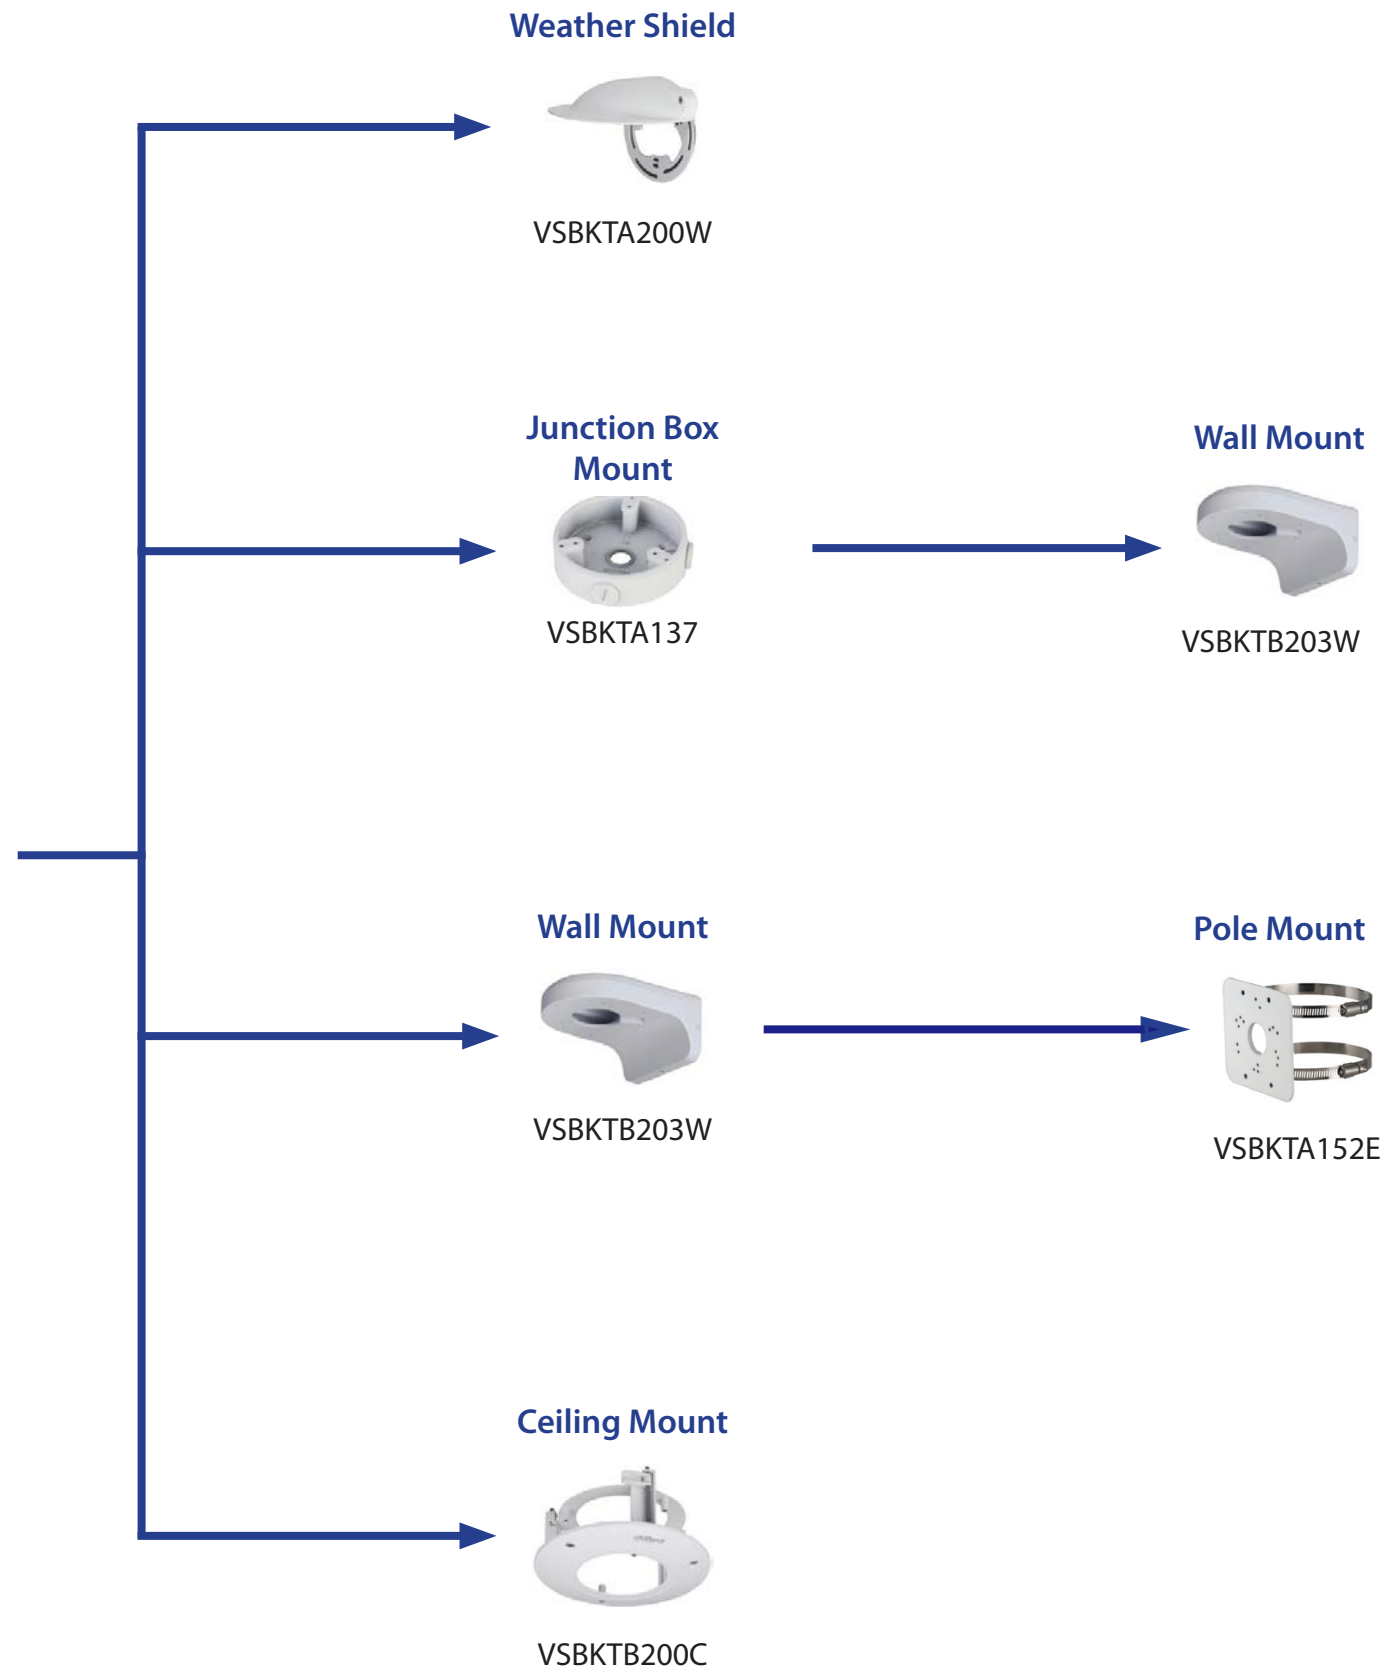 Weather Shield
VSBKTA200W
Junction Box
Mount
VSBKTA137
Wall Mount
VSBKTB203W
Wall Mount
VSBKTB203W
Pole Mount
VSBKTA152E
Ceiling Mount
VSBKTB200C